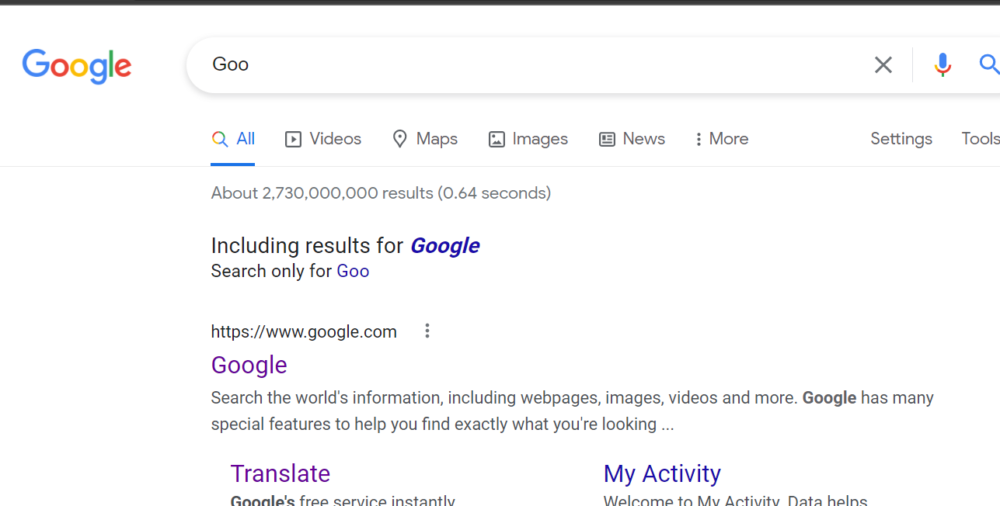 Google
Goo
All Videos Maps Images News More Settings Tools
About 2,730,000,000 results (0.64 seconds)
Including results for Google
Search only for Goo
https://www.google.com
Google
Search the world's information, including webpages, images, videos and more. Google has many
special features to help you find exactly what you're looking ...
Translate My Activity
Google's free service instantly Welcome to My Activity. Data helps